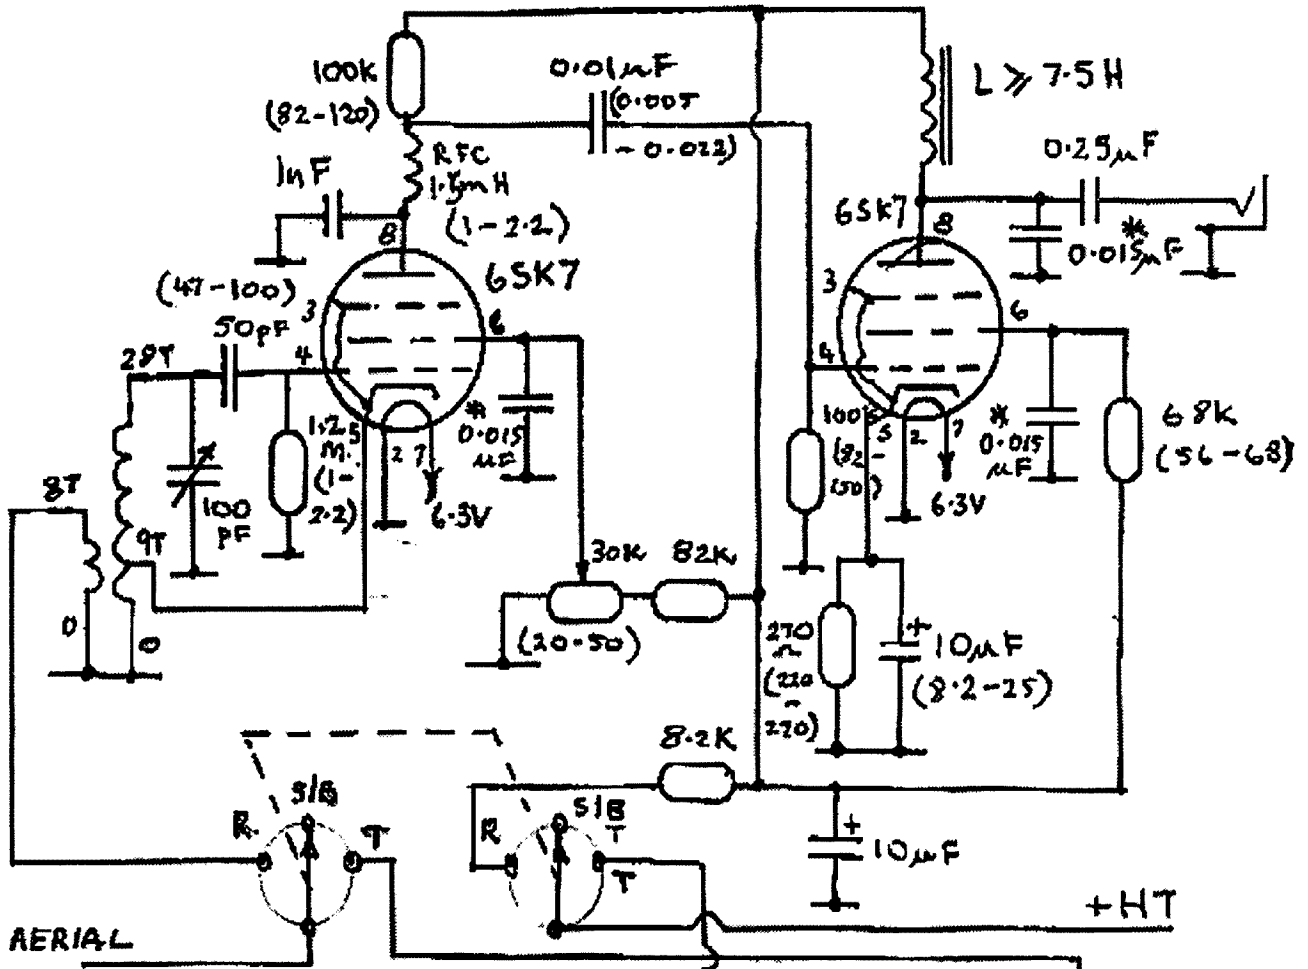 100K
(82-120)
0.01µF
(0.005
~0.022)
L ≥ 7.5H
0.25µF
1nF
RFC
1.5mH
(1-2.2)
8
6SK7
6SK7
8
*
0.015µF
(47-100)
50pF
3
4
6
28T
1.2
M.
(1-
2.2)
5
2
7
*
0.015
µF
6.3V
100
pF
8T
9T
0
0
3
4
6
5
2
7
(82-
*
0.015
µF
6.3V
68K
(56-68)
30K
(20-50)
82K
270
Ω
(220
~
270)
+
10µF
(8.2-25)
8.2K
R
S/B
T
R
S/B
T
T
+
10µF
+HT
AERIAL